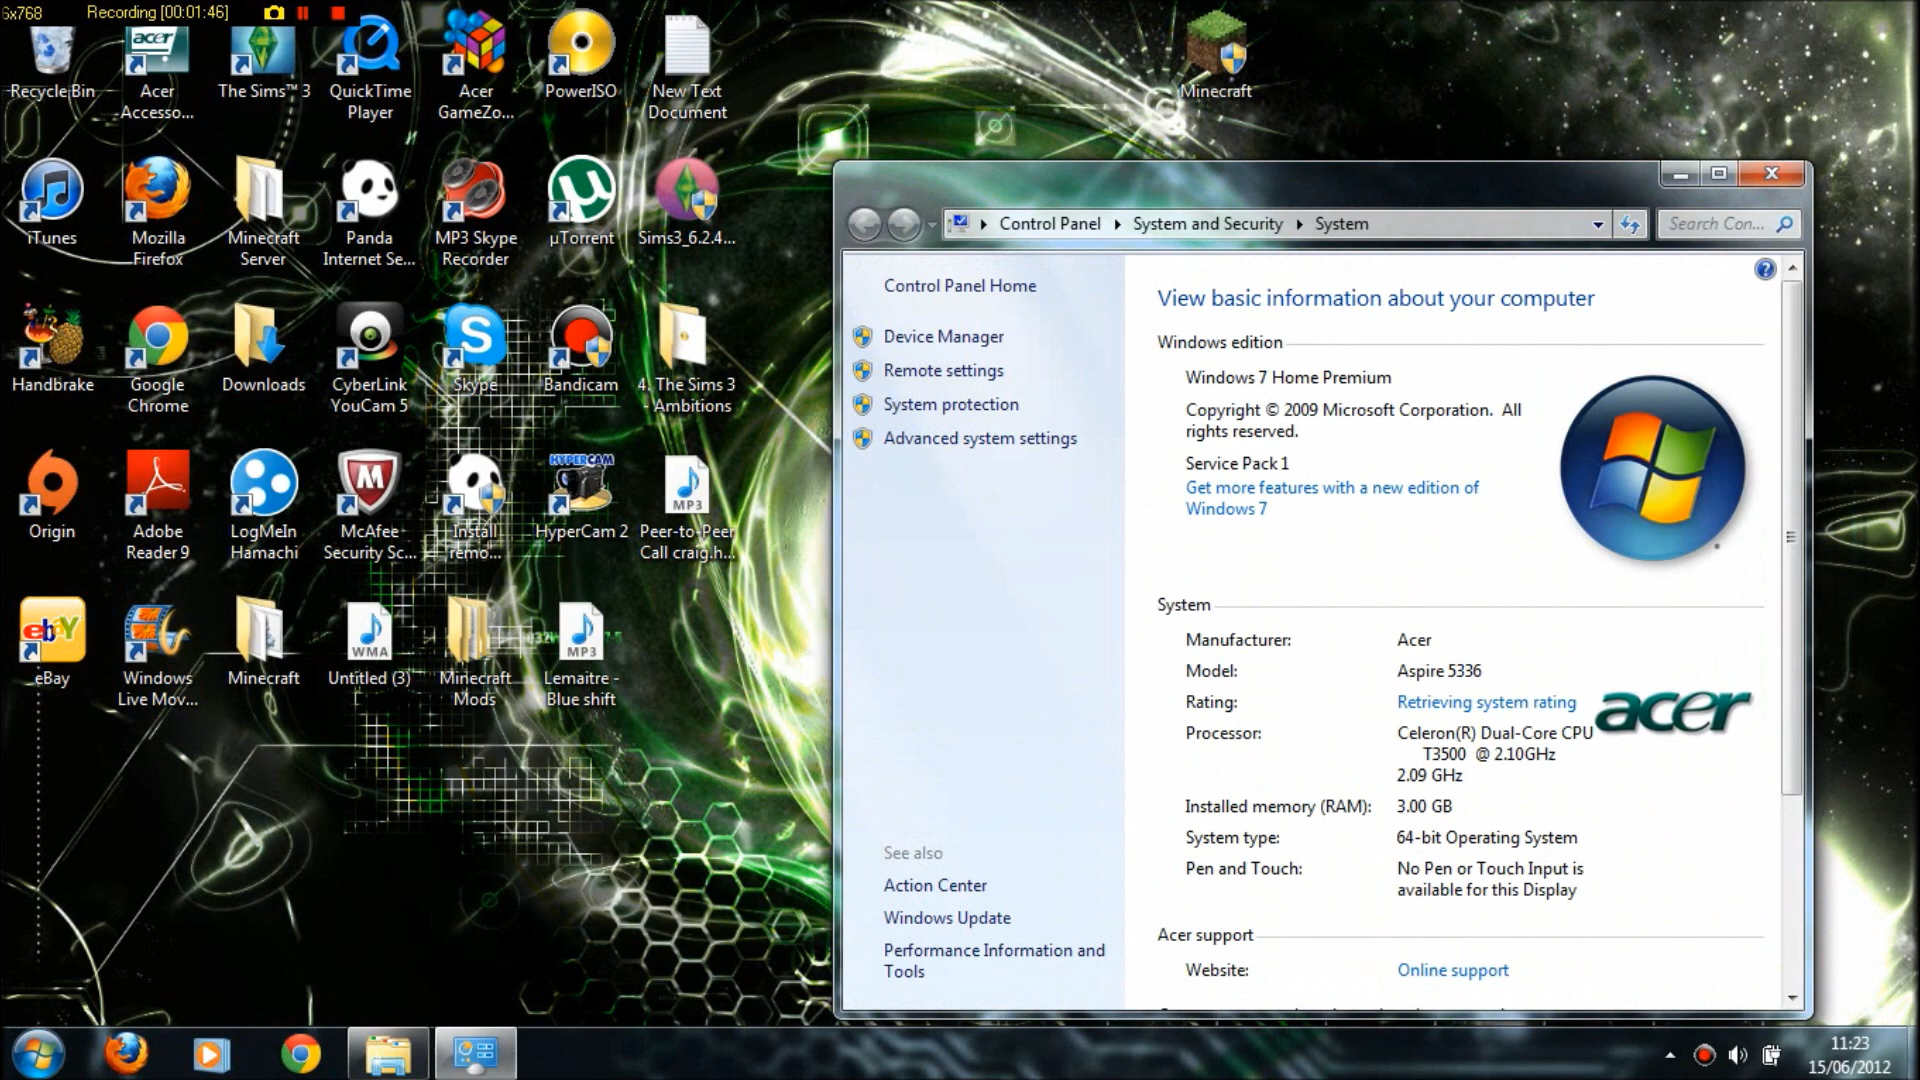 6x768
Recording [00:01:46]
Recycle Bin
acer
Acer
Accesso...
The Sims™ 3
QuickTime
Player
Acer
GameZo...
PowerISO
New Text
Document
Minecraft
iTunes
Mozilla
Firefox
Minecraft
Server
Panda
Internet Se...
MP3 Skype
Recorder
µTorrent
Sims3_6.2.4...
Handbrake
Google
Chrome
Downloads
CyberLink
YouCam 5
Skype
Bandicam
4. The Sims 3
- Ambitions
Origin
Adobe
Reader 9
LogMeIn
Hamachi
McAfee
Security Sc...
Install
remo...
HYPERCAM
HyperCam 2
MP3
Peer-to-Peer
Call craig.h...
ebay
eBay
Windows
Live Mov...
Minecraft
WMA
Untitled (3)
Minecraft
Mods
MP3
Lemaitre -
Blue shift
Control Panel
System and Security
System
Search Con...
Control Panel Home
Device Manager
Remote settings
System protection
Advanced system settings
See also
Action Center
Windows Update
Performance Information and
Tools
View basic information about your computer
Windows edition
Windows 7 Home Premium
Copyright © 2009 Microsoft Corporation. All
rights reserved.
Service Pack 1
Get more features with a new edition of
Windows 7
System
Manufacturer: Acer
Model: Aspire 5336
Rating: Retrieving system rating
acer
Processor: Celeron(R) Dual-Core CPU
T3500 @ 2.10GHz
2.09 GHz
Installed memory (RAM): 3.00 GB
System type: 64-bit Operating System
Pen and Touch: No Pen or Touch Input is
available for this Display
Acer support
Website: Online support
11:23
15/06/2012